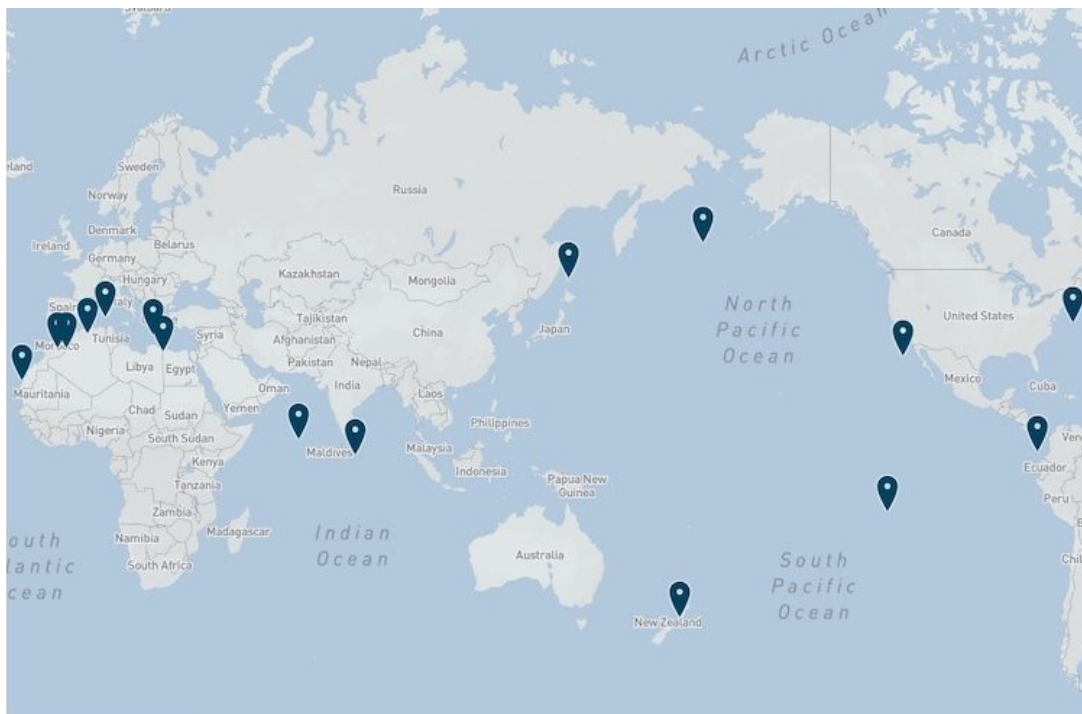 Arctic Ocean
Sweden
Russia
Norway
Canada
Denmark
Ireland
Belarus
Germany
Hungary
Kazakhstan
Mongolia
North
Pacific
Ocean
United States
Tajikistan
Japan
Tunisia
Syria
Afghanistan
China
Libya
Egypt
Pakistan
Nepal
Mexico
Mauritania
Oman
India
Cuba
Chad
Sudan
Yemen
Laos
Nigeria
South Sudan
Philippines
Kenya
Maldives
Malaysia
Ecuador
Tanzania
Indonesia
Papua New
Guinea
Peru
Zambia
Madagascar
Indian
Ocean
Namibia
Australia
South Africa
South
Pacific
Ocean
New Zealand